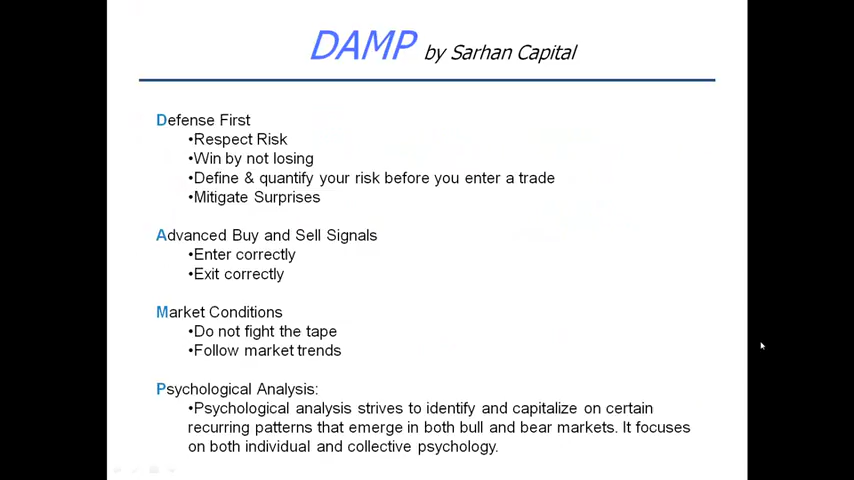 DAMP by Sarhan Capital
Defense First
•Respect Risk
•Win by not losing
•Define & quantify your risk before you enter a trade
•Mitigate Surprises
Advanced Buy and Sell Signals
•Enter correctly
•Exit correctly
Market Conditions
•Do not fight the tape
•Follow market trends
Psychological Analysis:
•Psychological analysis strives to identify and capitalize on certain
recurring patterns that emerge in both bull and bear markets. It focuses
on both individual and collective psychology.